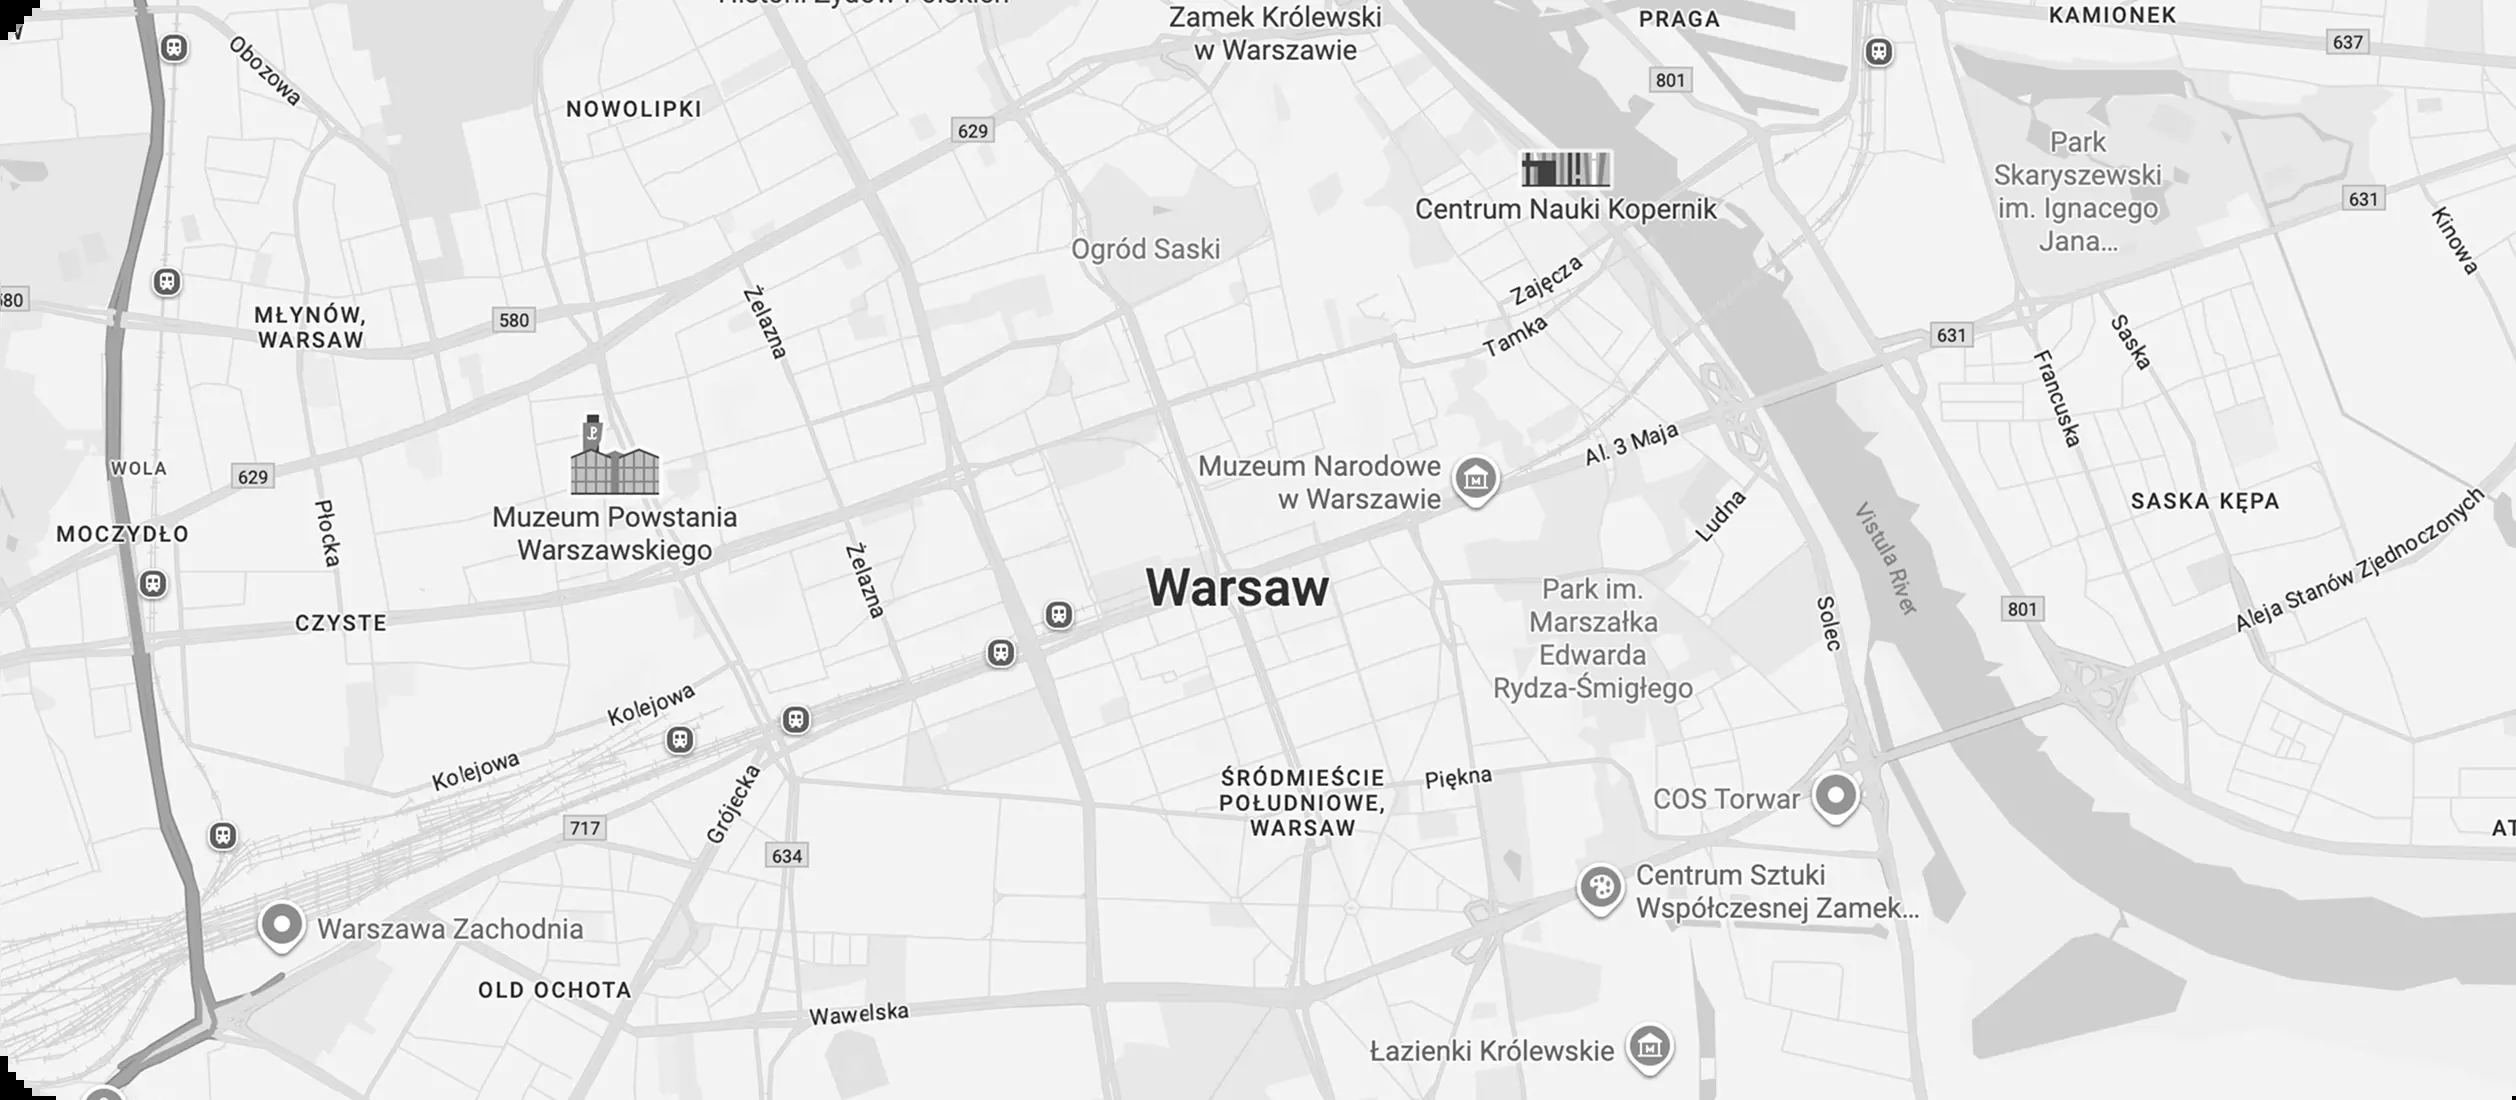 Zamek Królewski
w Warszawie
PRAGA
KAMIONEK
637
Obozowa
801
NOWOLIPKI
629
Park
Skaryszewski
im. Ignacego
Jana...
Centrum Nauki Kopernik
631
Kinowa
Ogród Saski
Zajęcza
580
MŁYNÓW,
WARSAW
580
Żelazna
Tamka
631
Saska
Francuska
Al. 3 Maja
WOLA
629
Muzeum Narodowe
w Warszawie
Ludna
SASKA KĘPA
Płocka
MOCZYDŁO
Muzeum Powstania
Warszawskiego
Żelazna
Warsaw
Vistula River
Aleja Stanów Zjednoczonych
CZYSTE
Park im.
Marszałka
Edwarda
Rydza-Śmigłego
Solec
801
Kolejowa
Kolejowa
ŚRÓDMIEŚCIE
POŁUDNIOWE,
WARSAW
Piękna
COS Torwar
Grójecka
717
634
AT
Centrum Sztuki
Współczesnej Zamek...
Warszawa Zachodnia
OLD OCHOTA
Wawelska
Łazienki Królewskie